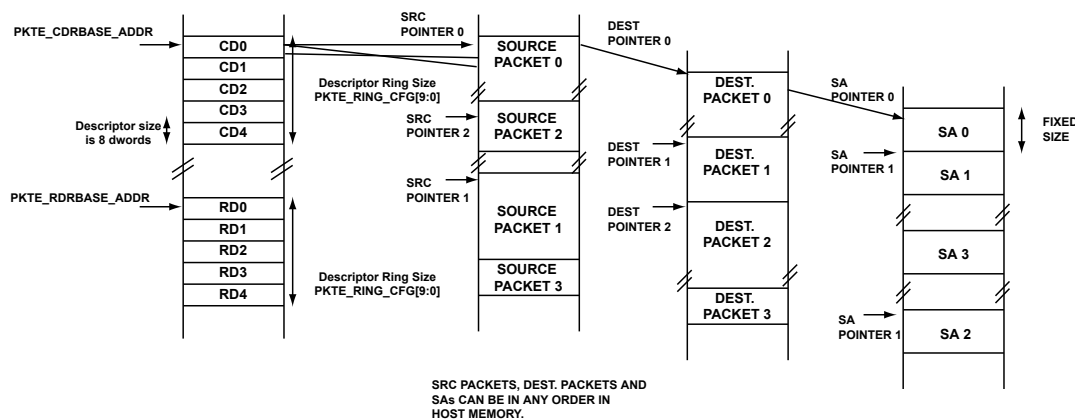 PKTE_CDRBASE_ADDR
CD0
CD1
CD2
CD3
CD4
Descriptor size
is 8 dwords
Descriptor Ring Size
PKTE_RING_CFG[9:0]
PKTE_RDRBASE_ADDR
RD0
RD1
RD2
RD3
RD4
Descriptor Ring Size
PKTE_RING_CFG[9:0]
SRC
POINTER 0
SOURCE
PACKET 0
SRC
POINTER 2
SOURCE
PACKET 2
SRC
POINTER 1
SOURCE
PACKET 1
SOURCE
PACKET 3
DEST
POINTER 0
DEST.
PACKET 0
DEST
POINTER 1
DEST.
PACKET 1
DEST
POINTER 2
DEST.
PACKET 2
DEST.
PACKET 3
SA
POINTER 0
SA 0
FIXED
SIZE
SA
POINTER 1
SA 1
SA 3
SA
POINTER 1
SA 2
SRC PACKETS, DEST. PACKETS AND
SAs CAN BE IN ANY ORDER IN
HOST MEMORY.